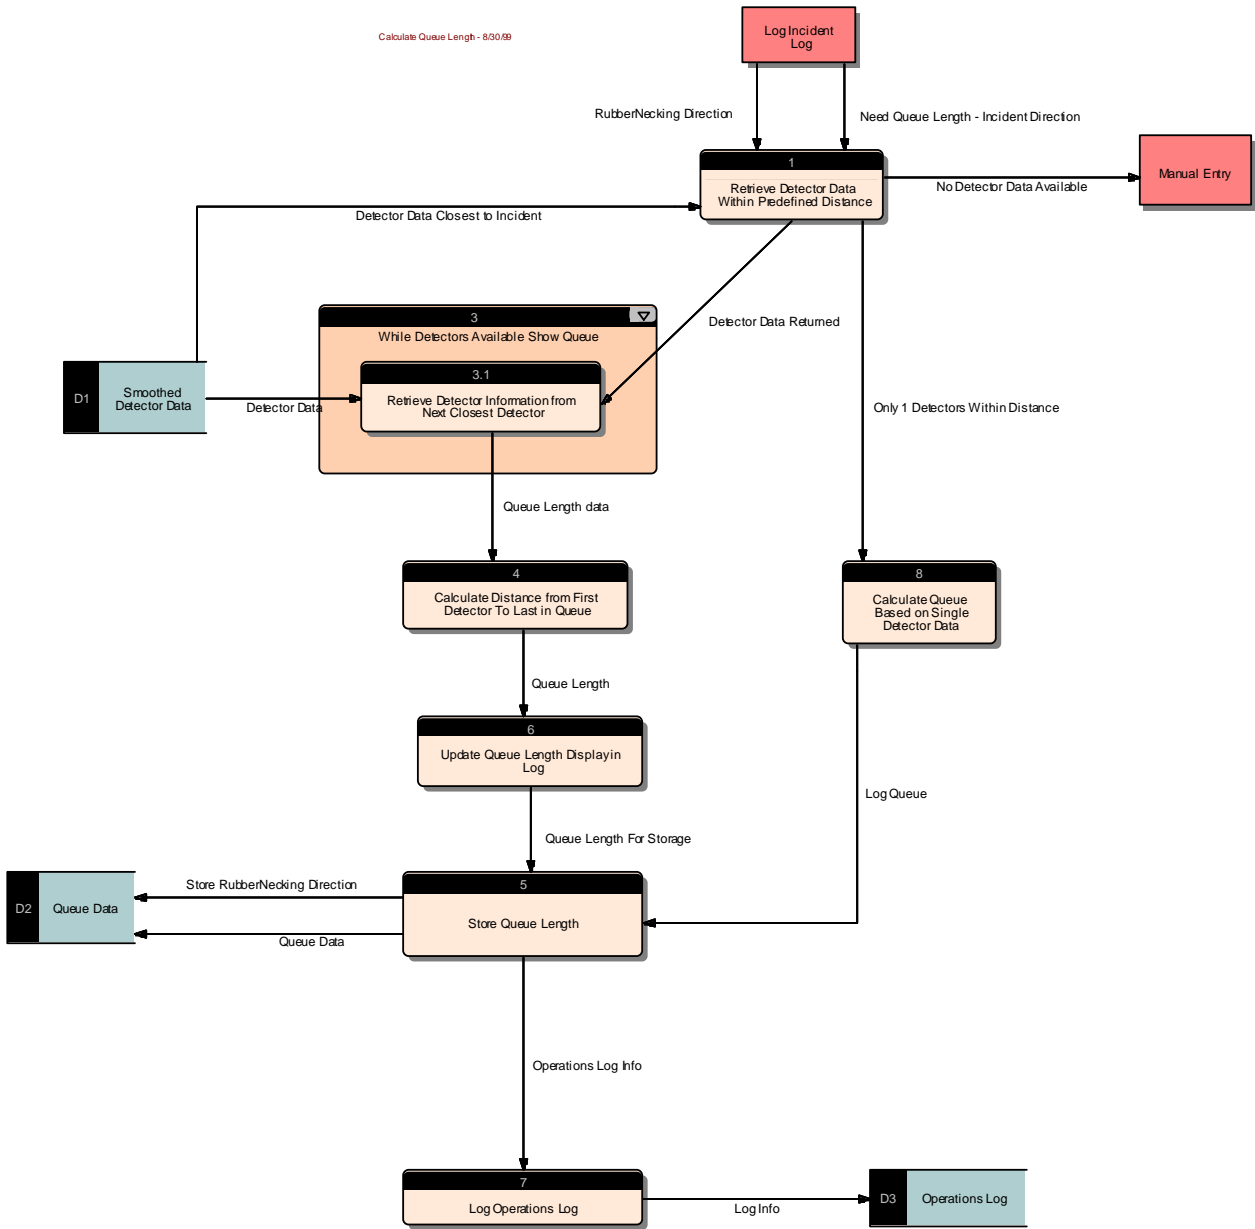 Calculate Queue Length - 8/30/99
Log Incident
Log
RubberNecking Direction
Need Queue Length - Incident Direction
1
Retrieve Detector Data
Within Predefined Distance
No Detector Data Available
Manual Entry
Detector Data Closest to Incident
3
While Detectors Available Show Queue
Detector Data Returned
3.1
Retrieve Detector Information from
Next Closest Detector
D1
Smoothed
Detector Data
Detector Data
Only 1 Detectors Within Distance
Queue Length data
4
Calculate Distance from First
Detector To Last in Queue
8
Calculate Queue
Based on Single
Detector Data
Queue Length
6
Update Queue Length Display in
Log
Log Queue
Queue Length For Storage
D2
Queue Data
Store RubberNecking Direction
Queue Data
5
Store Queue Length
Operations Log Info
7
Log Operations Log
Log Info
D3
Operations Log